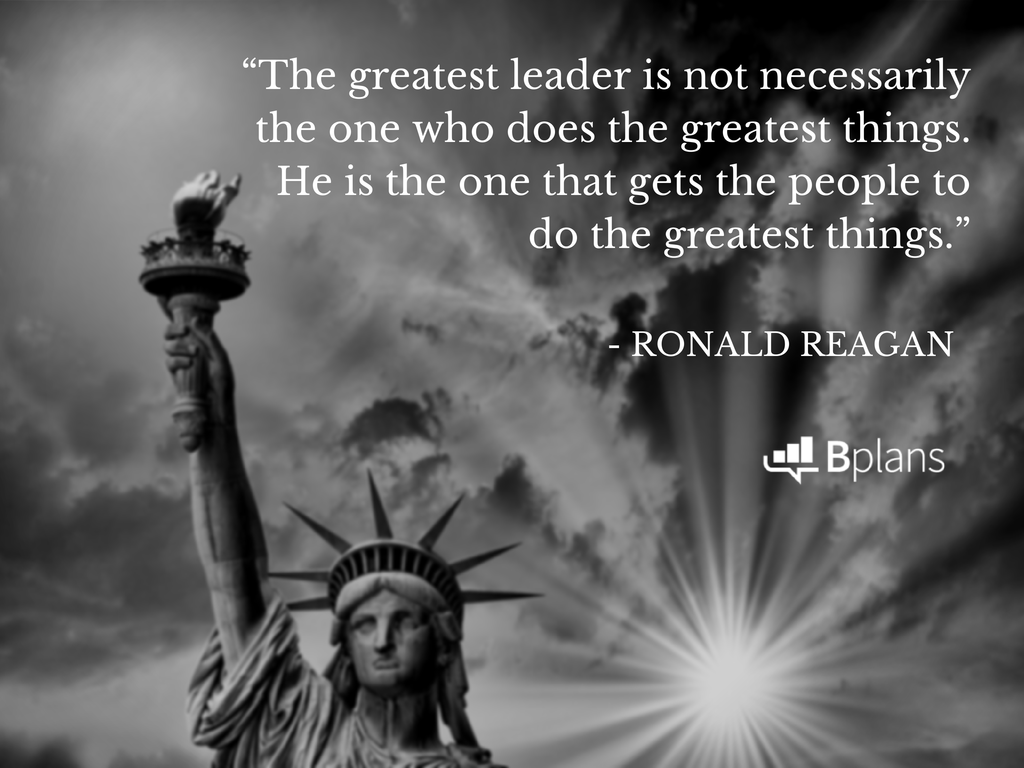 “The greatest leader is not necessarily
the one who does the greatest things.
He is the one that gets the people to
do the greatest things.”
- RONALD REAGAN
Bplans